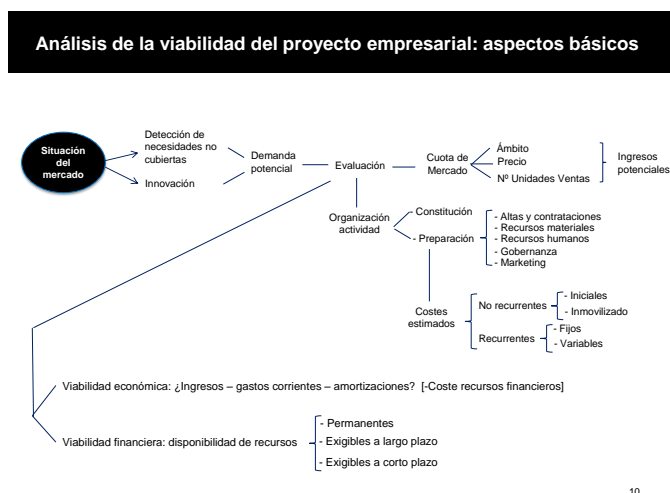 Análisis de la viabilidad del proyecto empresarial: aspectos básicos
Situación
del
mercado
Detección de
necesidades no
cubiertas
Innovación
Demanda
potencial
Evaluación
Cuota de
Mercado
Ámbito
Precio
Nº Unidades Ventas
Ingresos
potenciales
Organización
actividad
- Constitución
- Preparación
- Altas y contrataciones
- Recursos materiales
- Recursos humanos
- Gobernanza
- Marketing
Costes
estimados
No recurrentes
- Iniciales
- Inmovilizado
Recurrentes
- Fijos
- Variables
Viabilidad económica: ¿Ingresos – gastos corrientes – amortizaciones? [-Coste recursos financieros]
Viabilidad financiera: disponibilidad de recursos
- Permanentes
- Exigibles a largo plazo
- Exigibles a corto plazo
10